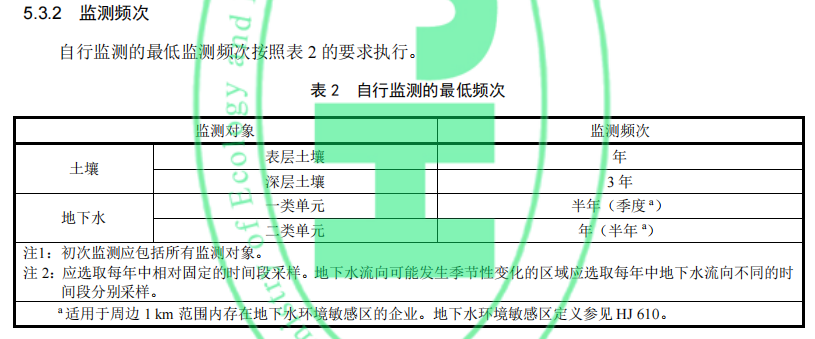 5.3.2 监测频次
自行监测的最低监测频次按照表 2 的要求执行。
表 2 自行监测的最低频次
监测对象 监测频次
土壤 表层土壤 年
深层土壤 3 年
地下水 一类单元 半年（季度ᵃ）
二类单元 年（半年ᵃ）
注1：初次监测应包括所有监测对象。
注 2：应选取每年中相对固定的时间段采样。地下水流向可能发生季节性变化的区域应选取每年中地下水流向不同的时
间段分别采样。
ᵃ适用于周边 1 km 范围内存在地下水环境敏感区的企业。地下水环境敏感区定义参见 HJ 610。
of Ecology and